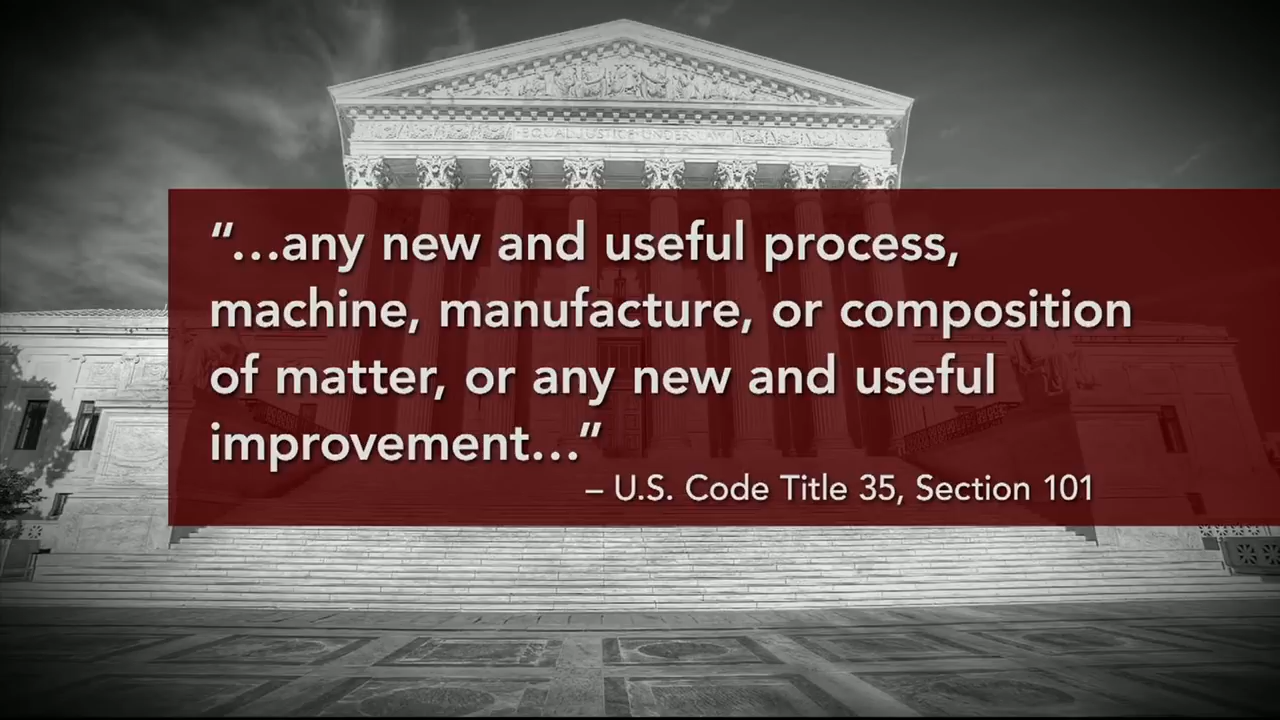 EQUAL JUSTICE UNDER LAW
“...any new and useful process,
machine, manufacture, or composition
of matter, or any new and useful
improvement...”
– U.S. Code Title 35, Section 101